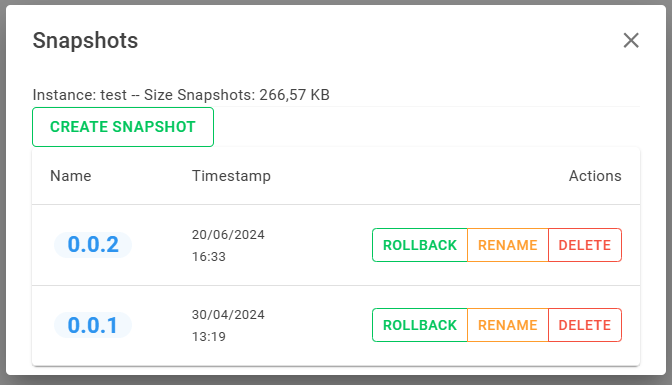 Snapshots
Instance: test -- Size Snapshots: 266,57 KB
CREATE SNAPSHOT
Name Timestamp Actions
0.0.2 20/06/2024 16:33 ROLLBACK RENAME DELETE
0.0.1 30/04/2024 13:19 ROLLBACK RENAME DELETE